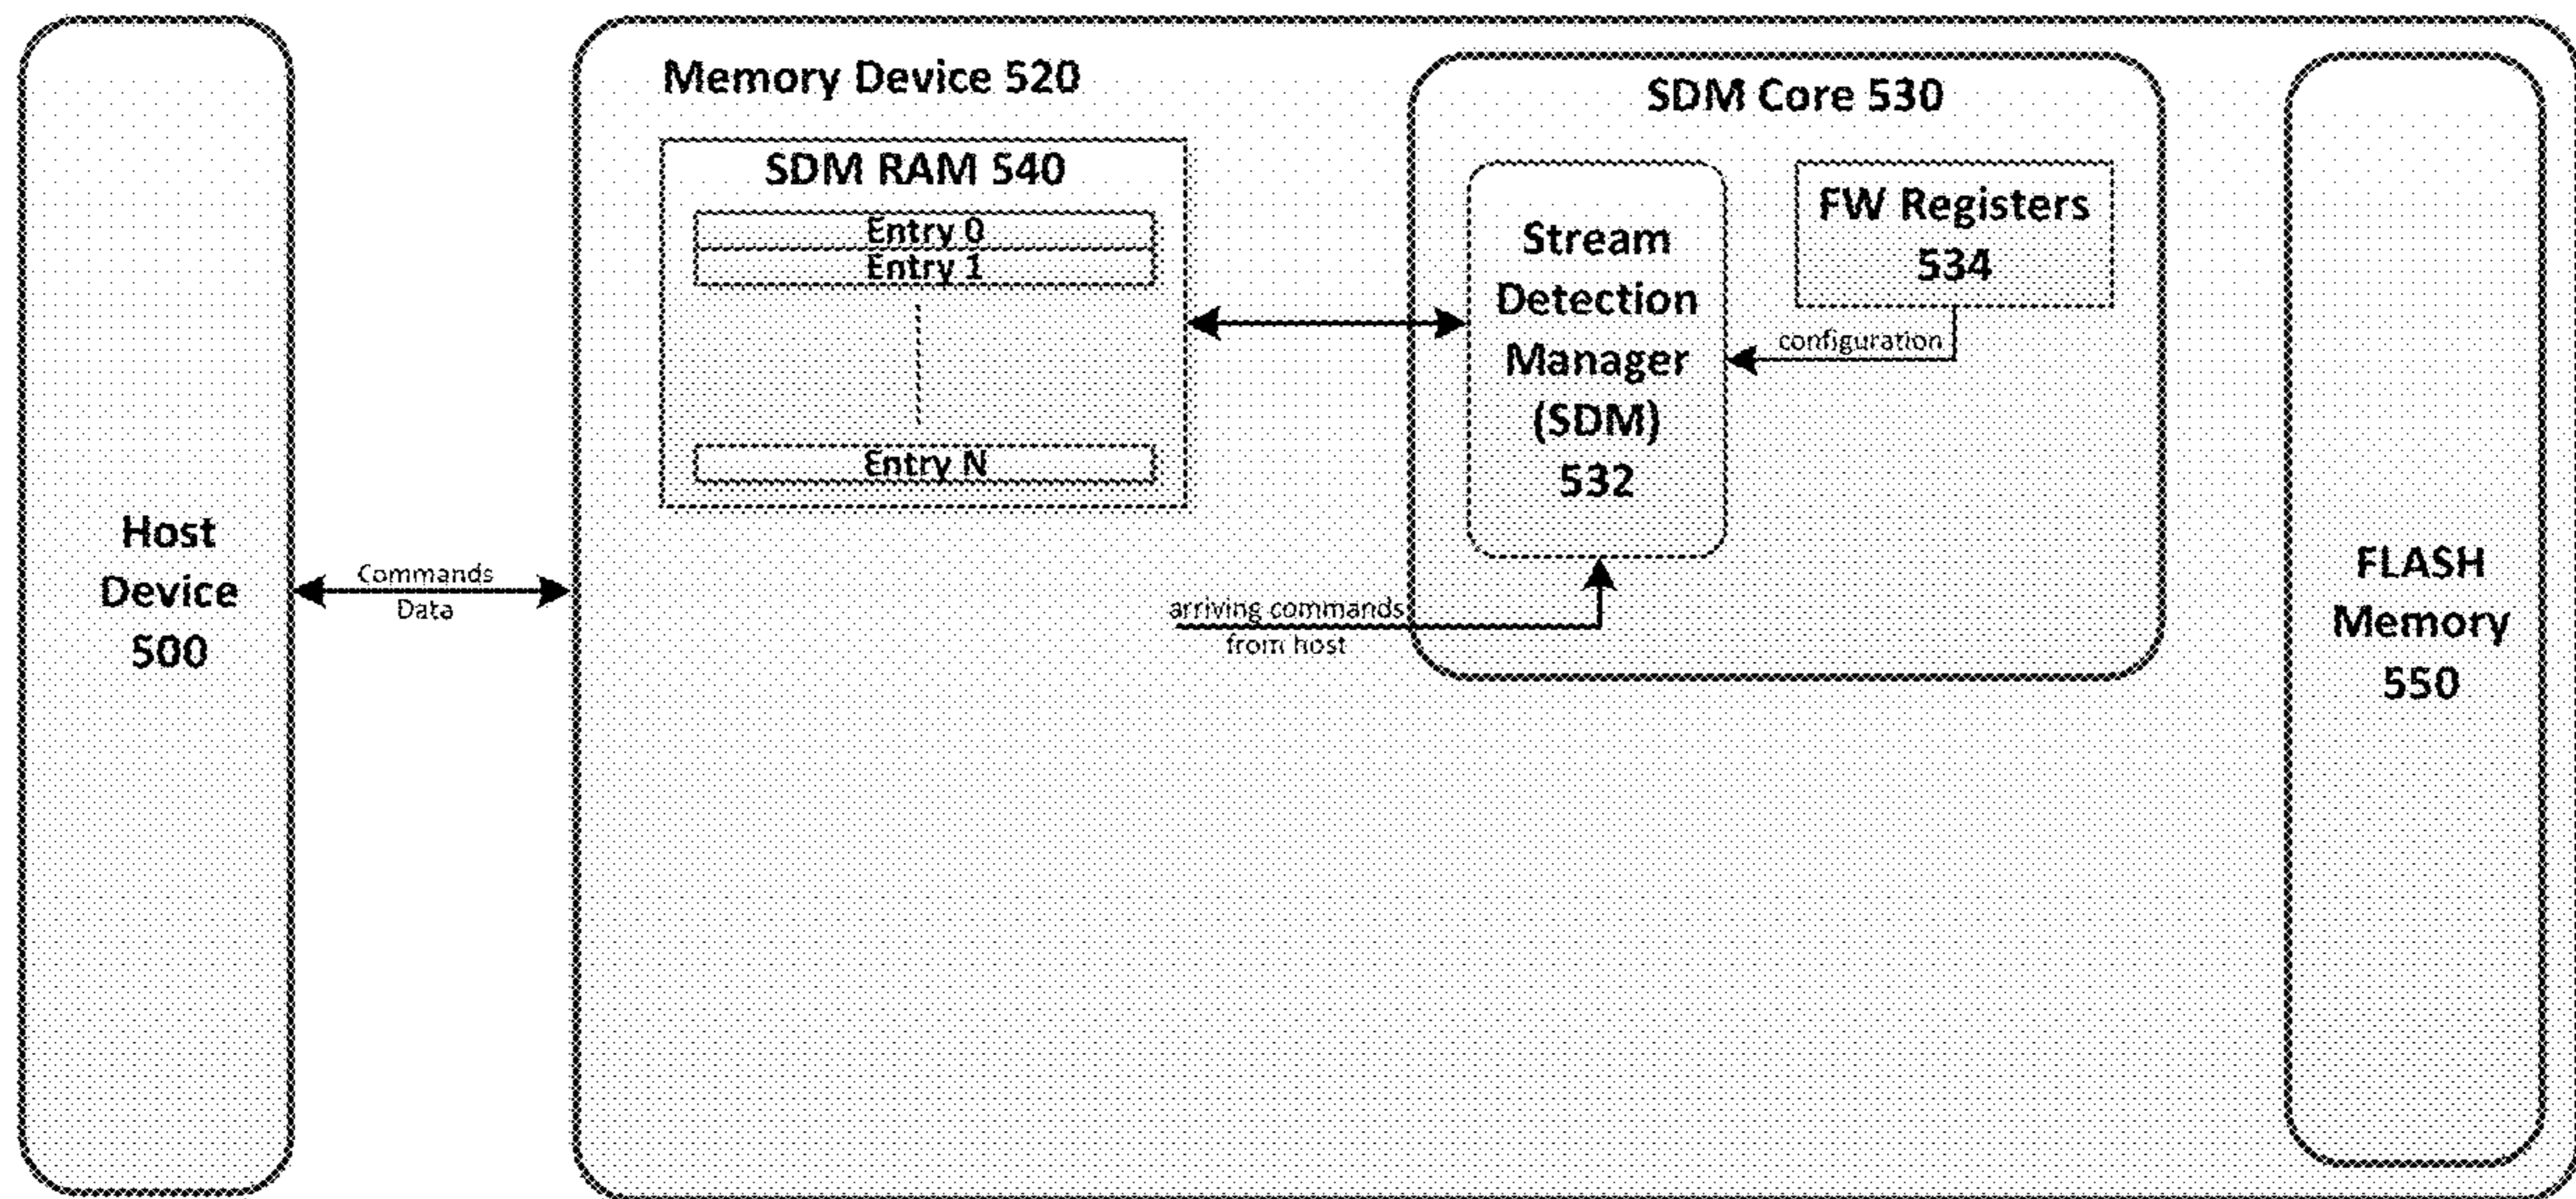 Host
Device
500
Commands
Data
Memory Device 520
SDM RAM 540
Entry 0
Entry 1
Entry N
SDM Core 530
Stream
Detection
Manager
(SDM)
532
FW Registers
534
configuration
arriving commands
from host
FLASH
Memory
550